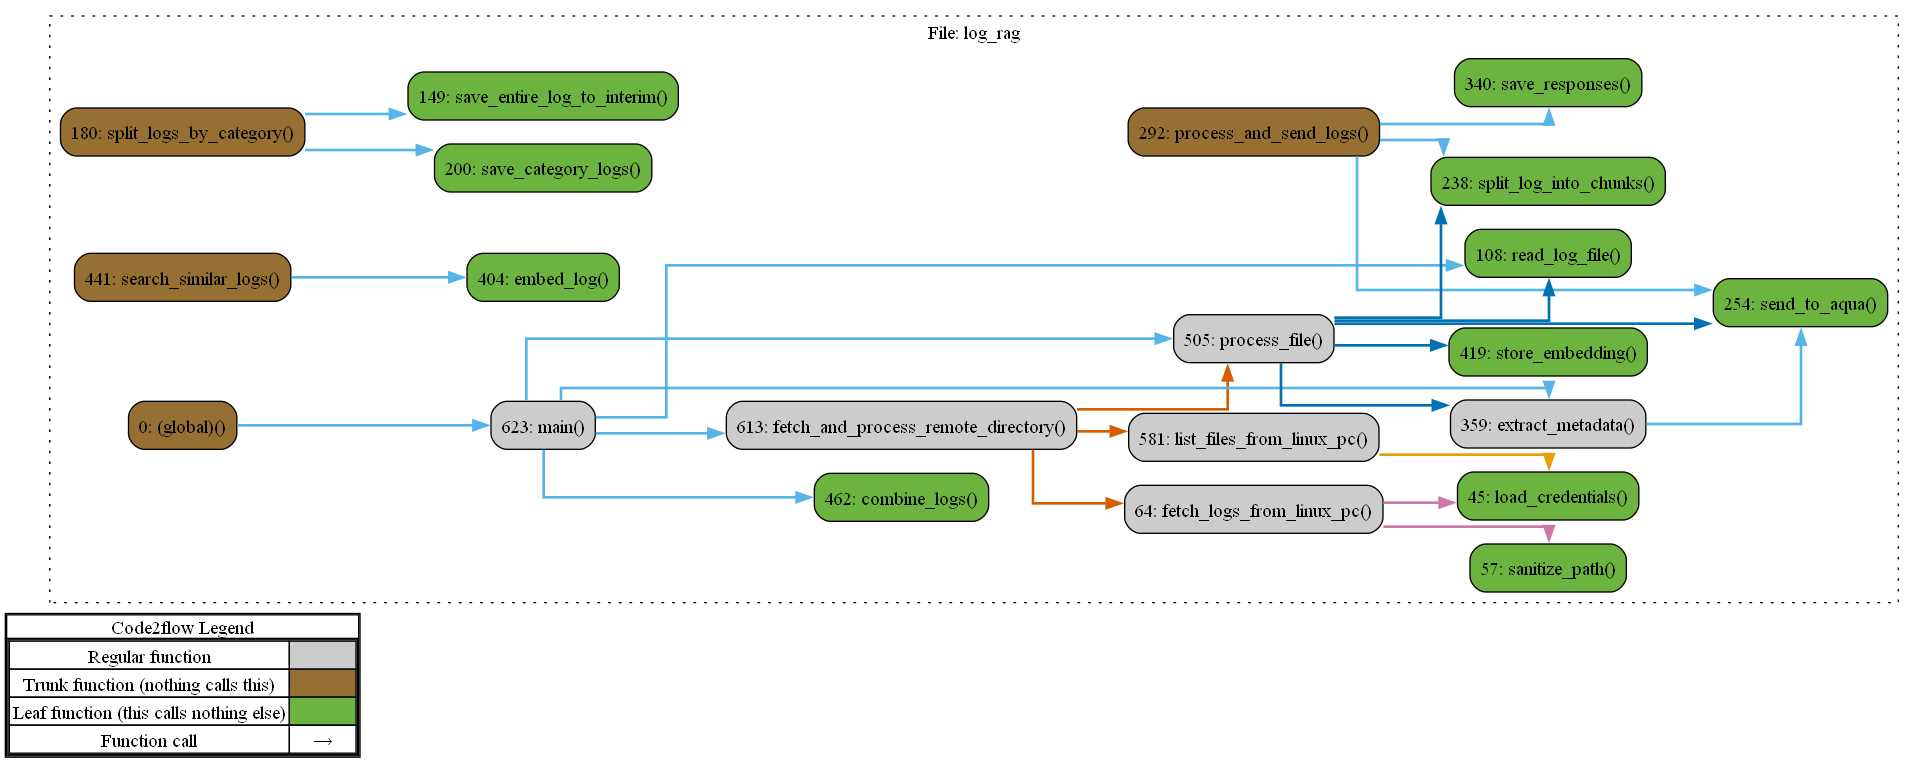 File: log_rag
180: split_logs_by_category()
149: save_entire_log_to_interim()
200: save_category_logs()
292: process_and_send_logs()
340: save_responses()
238: split_log_into_chunks()
441: search_similar_logs()
404: embed_log()
108: read_log_file()
254: send_to_aqua()
505: process_file()
419: store_embedding()
0: (global)()
623: main()
613: fetch_and_process_remote_directory()
581: list_files_from_linux_pc()
359: extract_metadata()
462: combine_logs()
64: fetch_logs_from_linux_pc()
45: load_credentials()
57: sanitize_path()
Code2flow Legend
Regular function
Trunk function (nothing calls this)
Leaf function (this calls nothing else)
Function call →